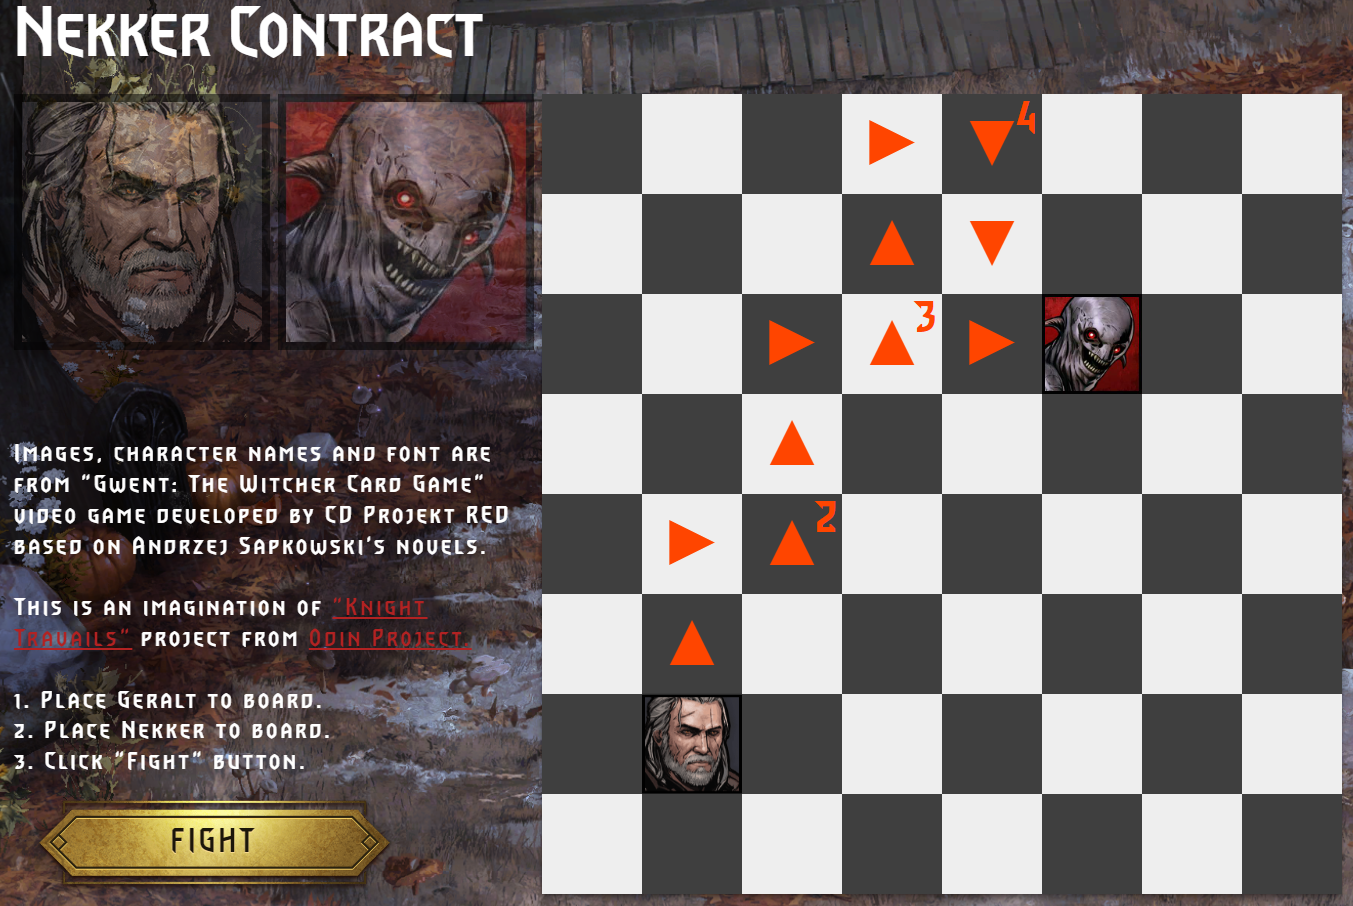 Nekker Contract
4
3
Images, character names and font are
from "Gwent: The Witcher Card Game"
video game developed by CD Projekt RED
based on Andrzej Sapkowski's novels.
2
This is an imagination of "Knight
Travails" project from Odin Project.
1. Place Geralt to board.
2. Place Nekker to board.
3. Click "Fight" button.
FIGHT